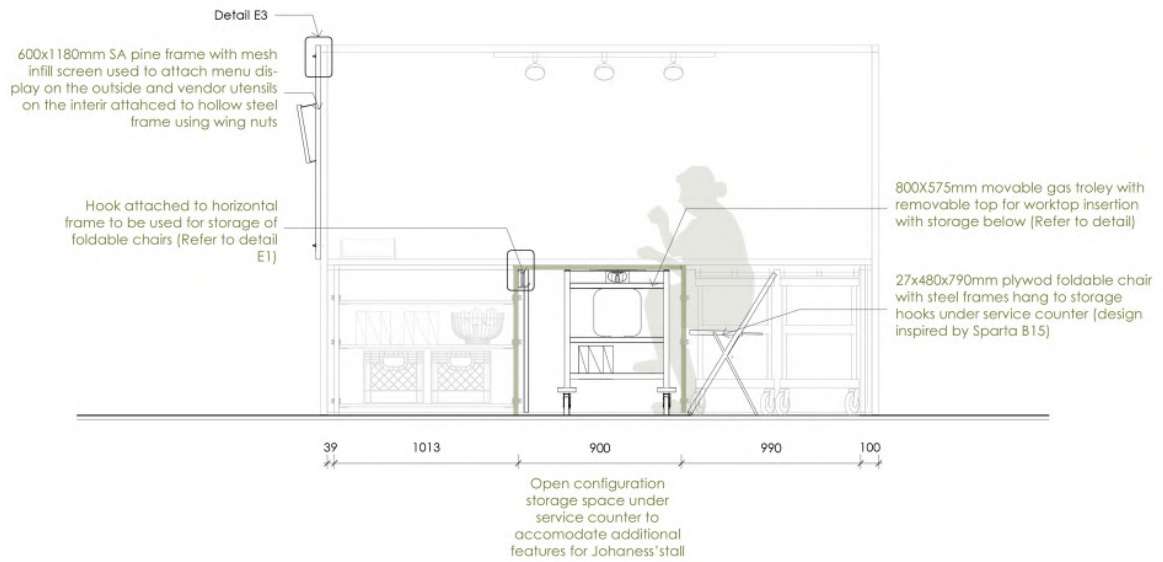 Detail E3
600x1180mm SA pine frame with mesh
infill screen used to attach menu dis-
play on the outside and vendor utensils
on the interir attahced to hollow steel
frame using wing nuts
Hook attached to horizontal
frame to be used for storage of
foldable chairs (Refer to detail
E1)
800X575mm movable gas troley with
removable top for worktop insertion
with storage below (Refer to detail)
27x480x790mm plywod foldable chair
with steel frames hang to storage
hooks under service counter (design
inspired by Sparta B15)
39 1013 900 990 100
Open configuration
storage space under
service counter to
accomodate additional
features for Johaness'stall